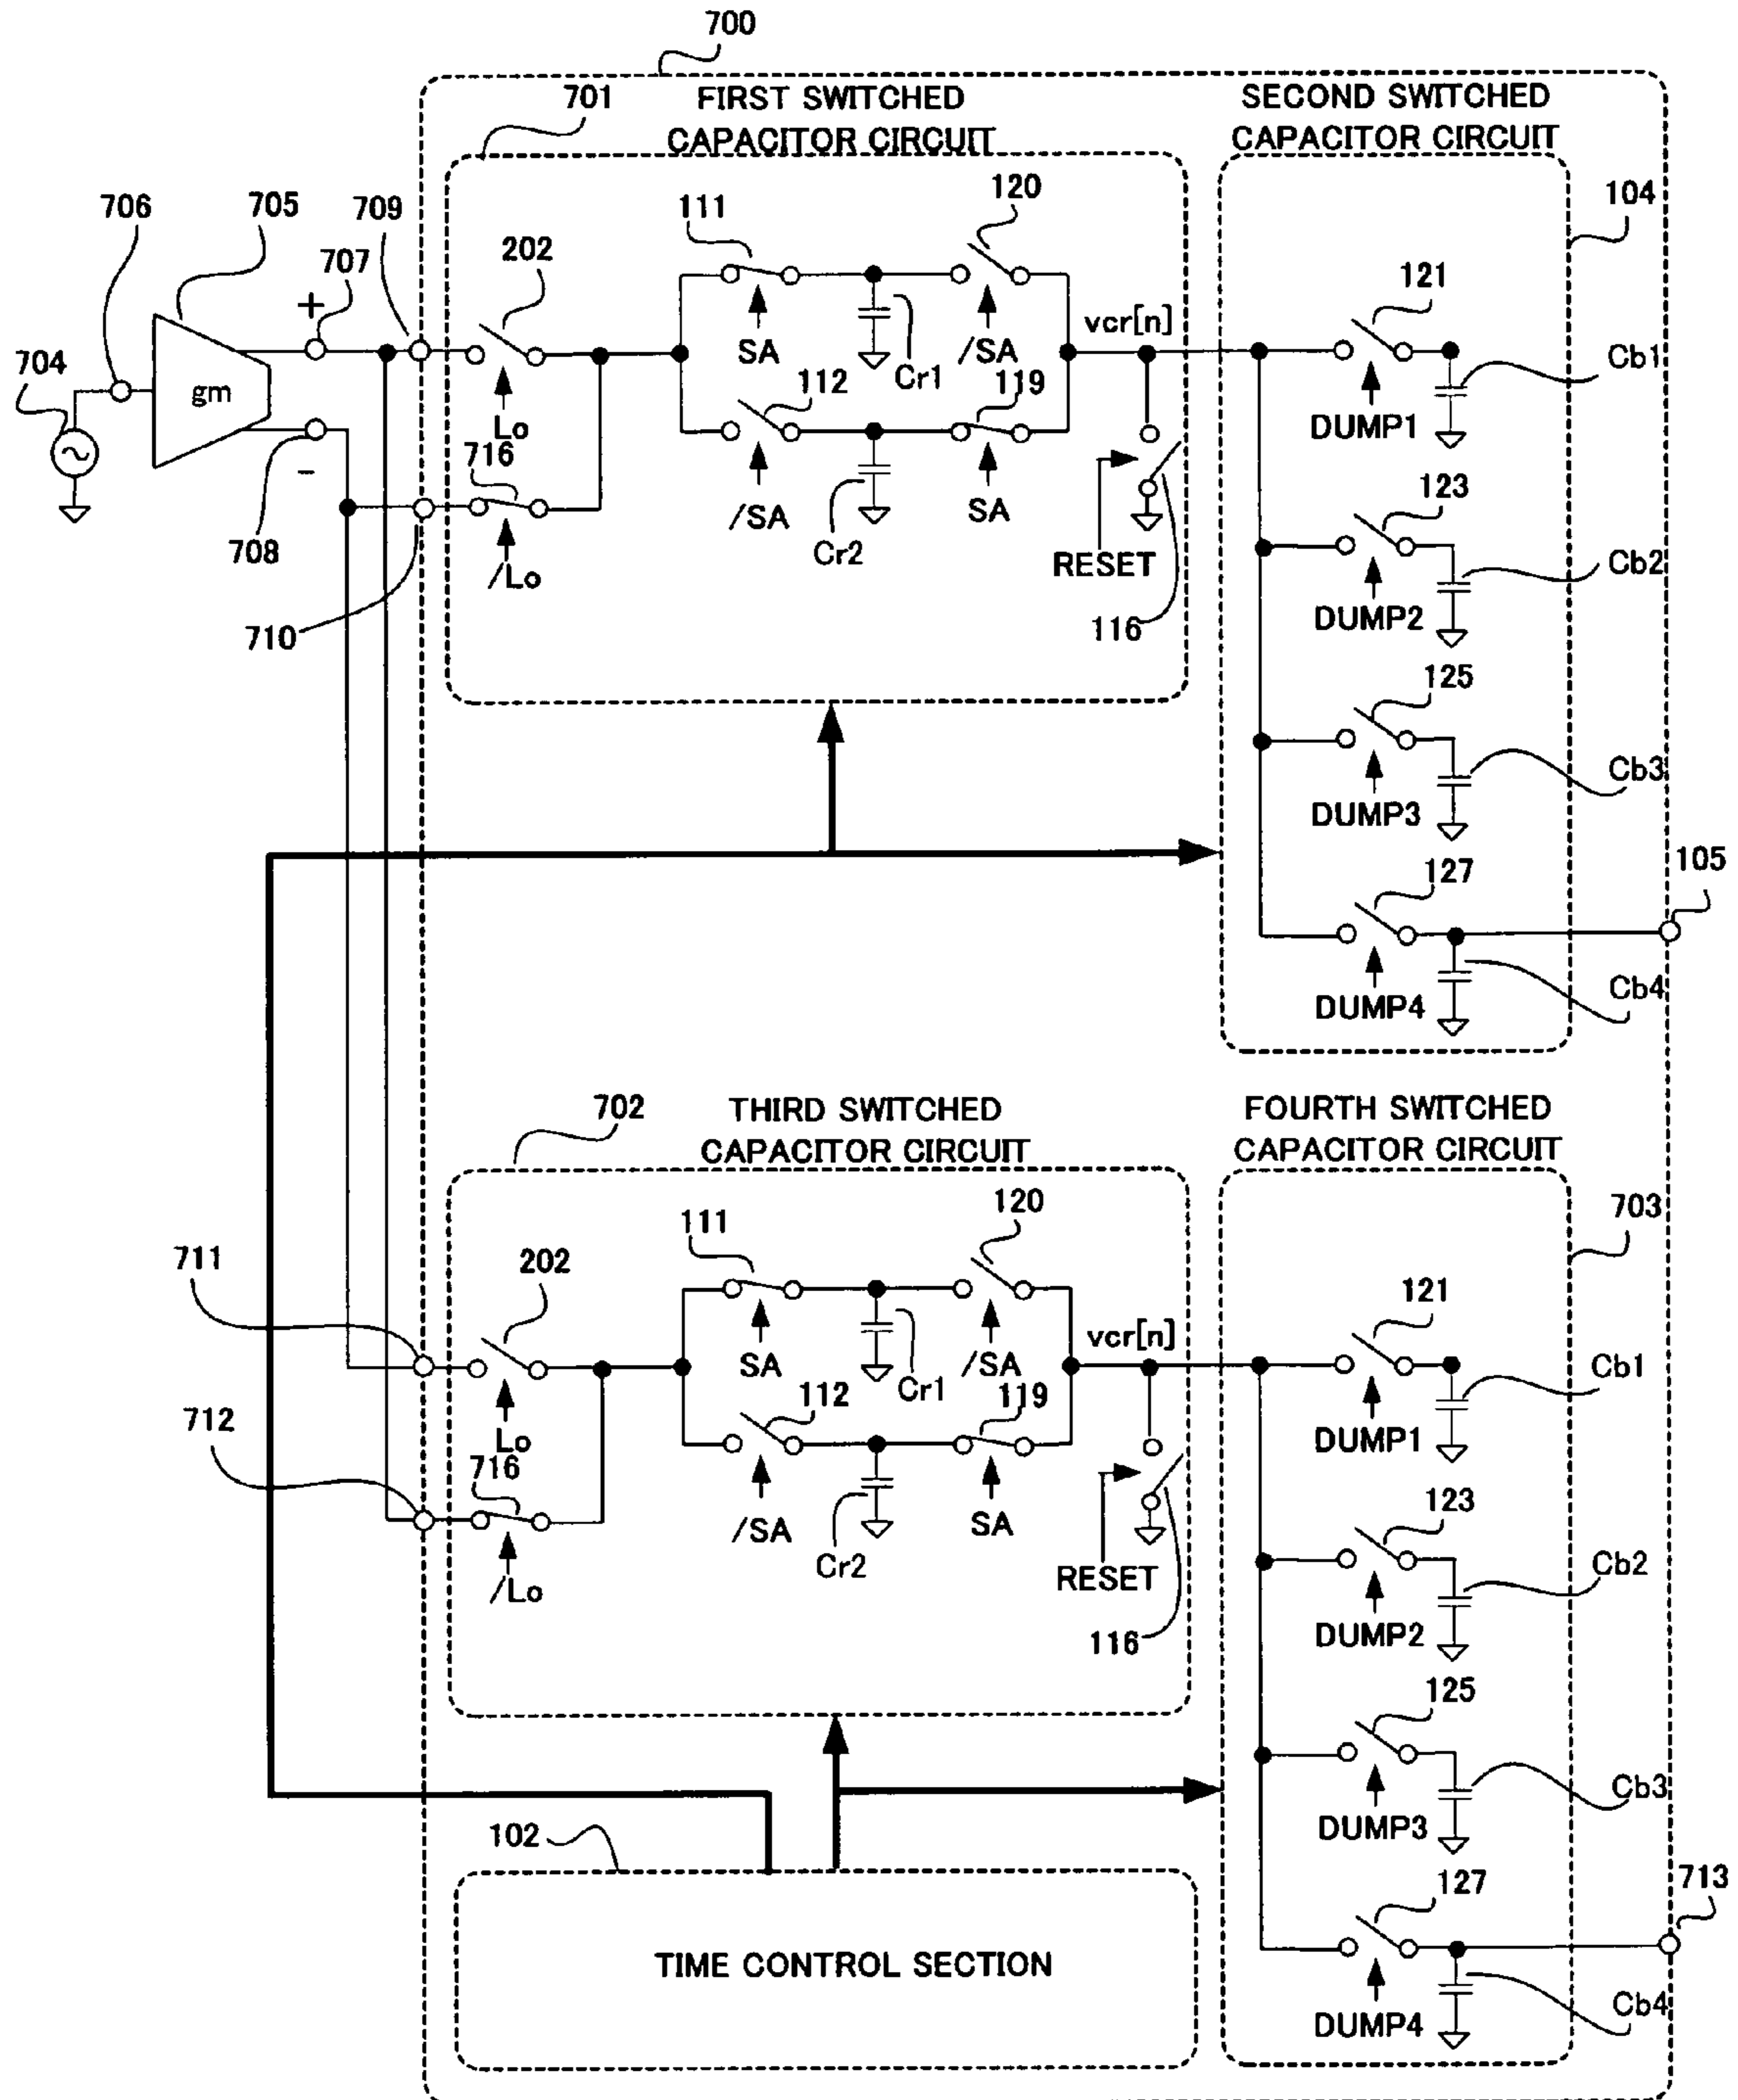 700
701
FIRST SWITCHED
CAPACITOR CIRCUIT
SECOND SWITCHED
CAPACITOR CIRCUIT
706
705
709
707
+
704
gm
−
708
710
202
Lo
716
/Lo
111
SA
120
/SA
Cr1
112
/SA
Cr2
119
SA
vcr[n]
RESET
116
104
121
DUMP1
Cb1
123
DUMP2
Cb2
125
DUMP3
Cb3
127
DUMP4
Cb4
105
702
THIRD SWITCHED
CAPACITOR CIRCUIT
FOURTH SWITCHED
CAPACITOR CIRCUIT
711
712
202
Lo
716
/Lo
111
SA
120
/SA
Cr1
112
/SA
Cr2
119
SA
vcr[n]
RESET
116
703
121
DUMP1
Cb1
123
DUMP2
Cb2
125
DUMP3
Cb3
127
DUMP4
Cb4
713
102
TIME CONTROL SECTION